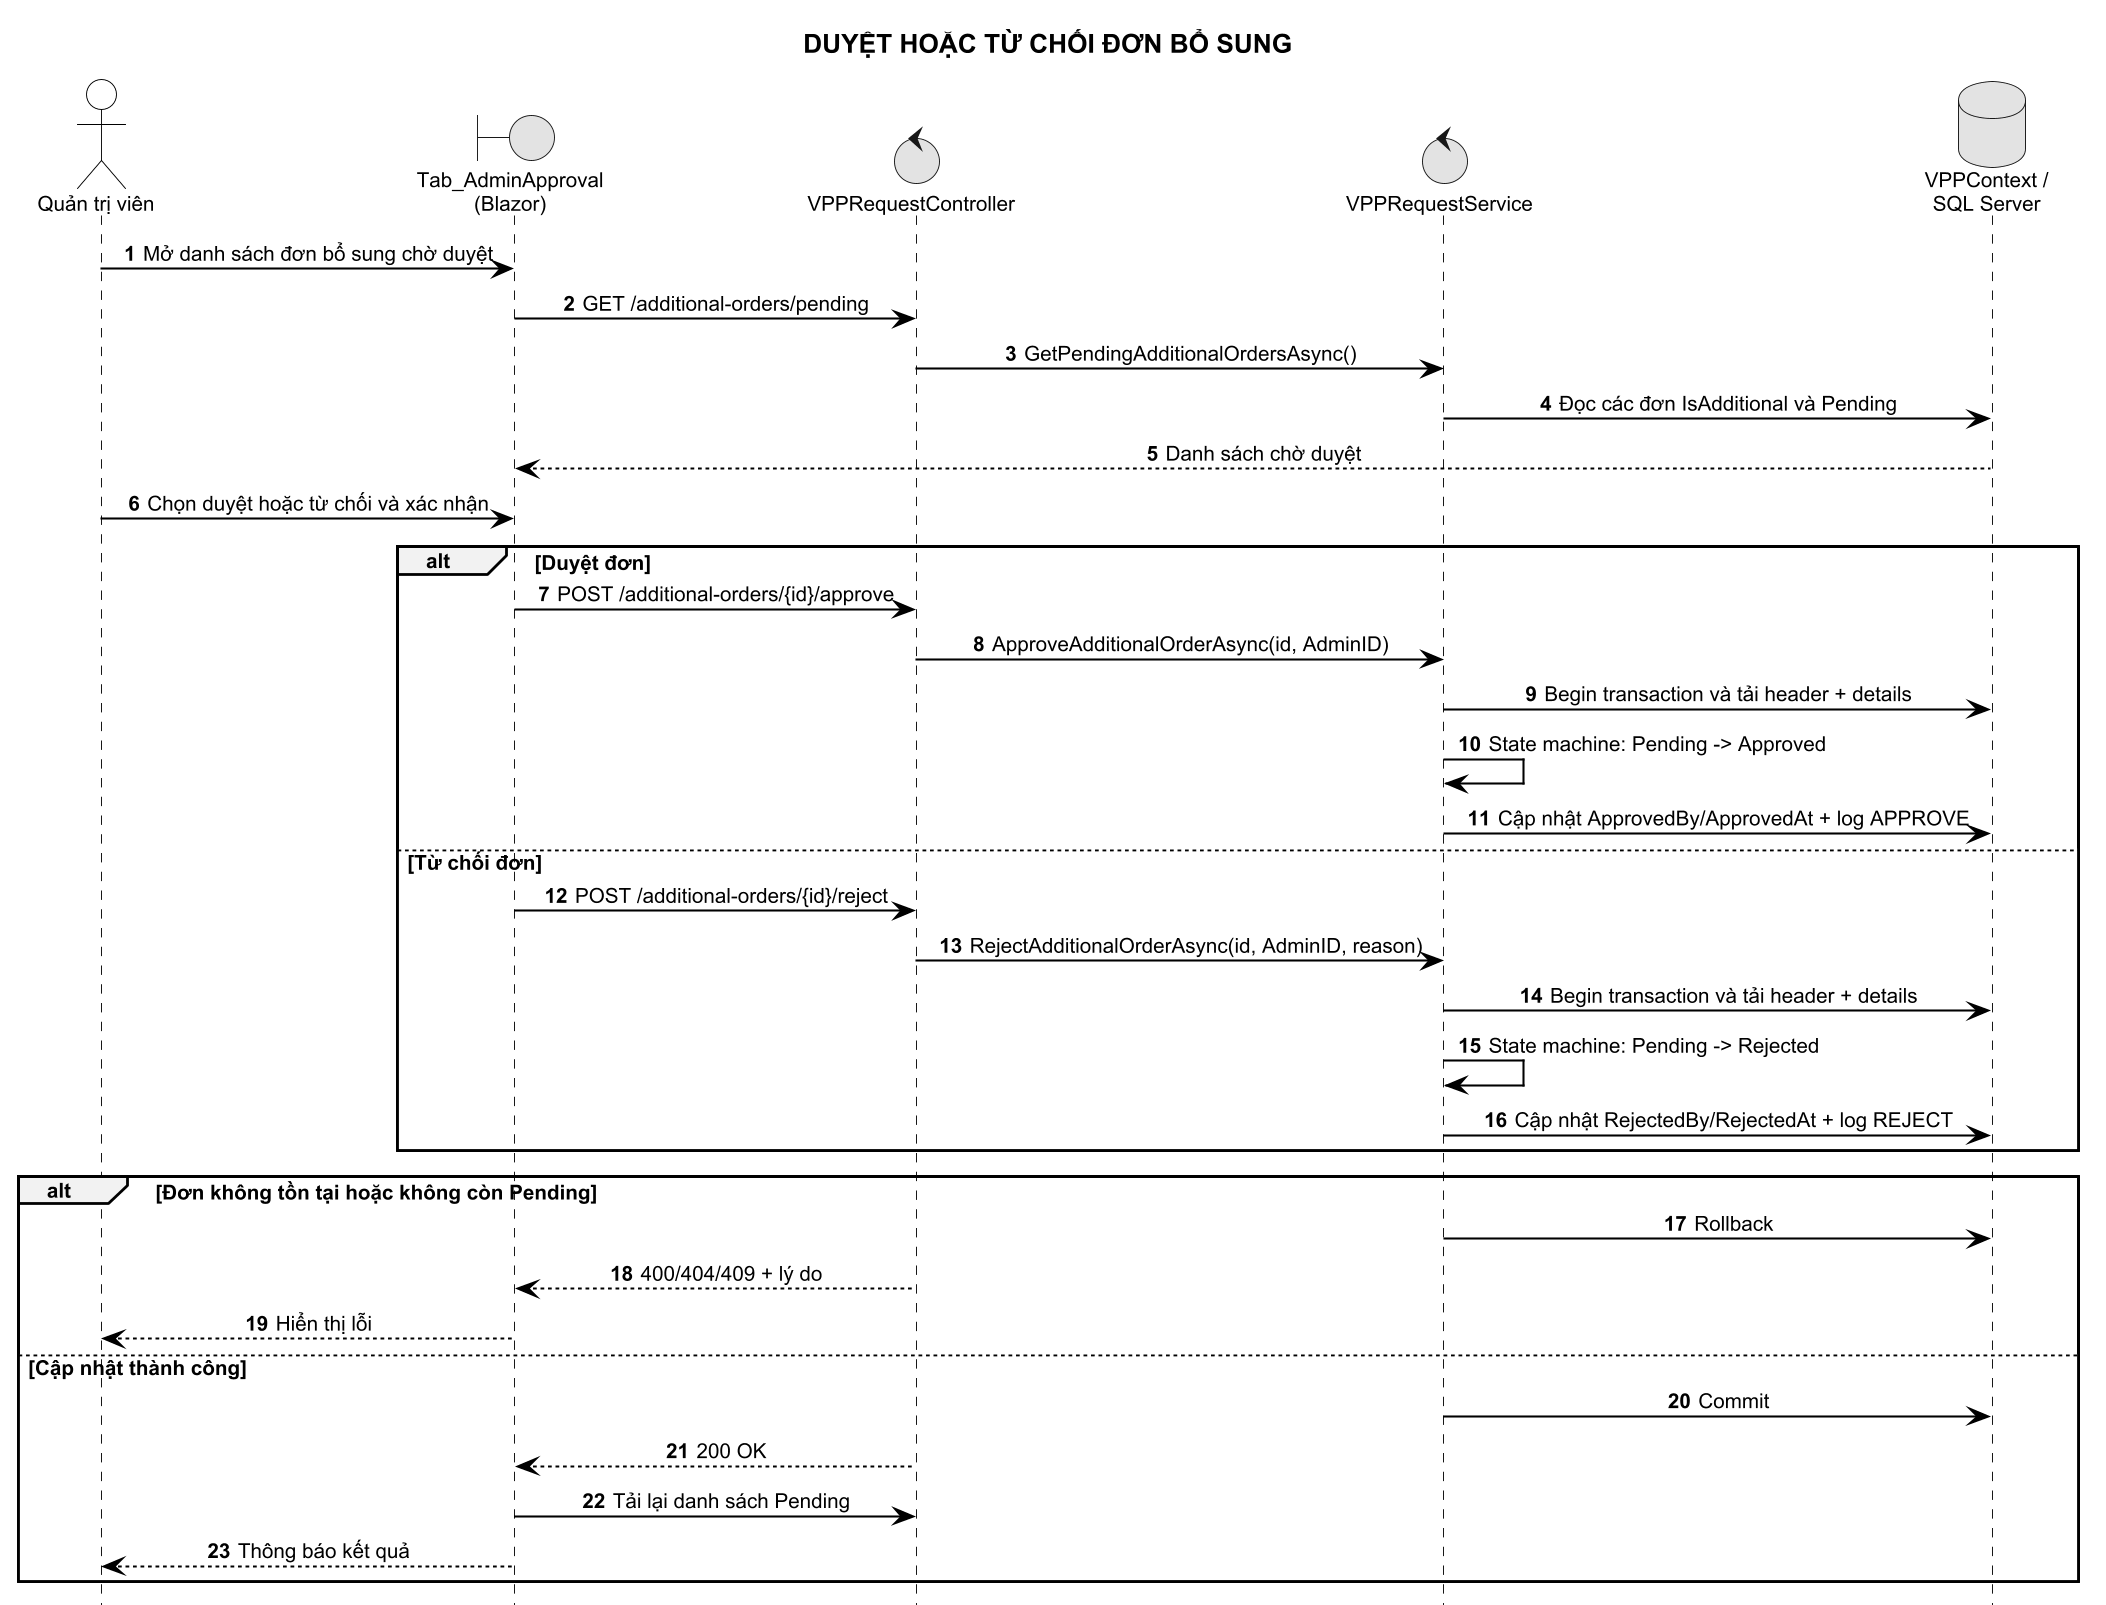 DUYỆT HOẶC TỪ CHỐI ĐƠN BỔ SUNG
Quản trị viên
Tab_AdminApproval
(Blazor)
VPPRequestController
VPPRequestService
VPPContext /
SQL Server
1 Mở danh sách đơn bổ sung chờ duyệt
2 GET /additional-orders/pending
3 GetPendingAdditionalOrdersAsync()
4 Đọc các đơn IsAdditional và Pending
5 Danh sách chờ duyệt
6 Chọn duyệt hoặc từ chối và xác nhận
alt [Duyệt đơn]
7 POST /additional-orders/{id}/approve
8 ApproveAdditionalOrderAsync(id, AdminID)
9 Begin transaction và tải header + details
10 State machine: Pending -> Approved
11 Cập nhật ApprovedBy/ApprovedAt + log APPROVE
[Từ chối đơn]
12 POST /additional-orders/{id}/reject
13 RejectAdditionalOrderAsync(id, AdminID, reason)
14 Begin transaction và tải header + details
15 State machine: Pending -> Rejected
16 Cập nhật RejectedBy/RejectedAt + log REJECT
alt [Đơn không tồn tại hoặc không còn Pending]
17 Rollback
18 400/404/409 + lý do
19 Hiển thị lỗi
[Cập nhật thành công]
20 Commit
21 200 OK
22 Tải lại danh sách Pending
23 Thông báo kết quả